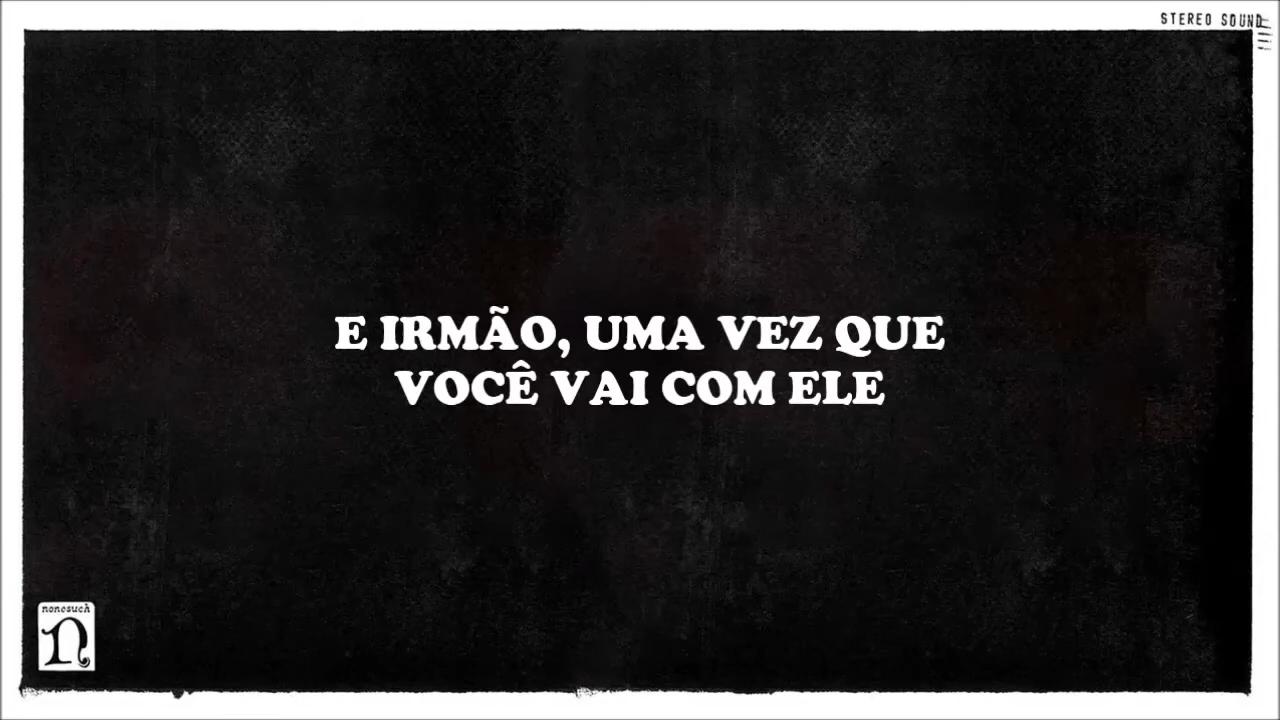 STEREO SOUND
E IRMÃO, UMA VEZ QUE
VOCÊ VAI COM ELE
nonesuch
n